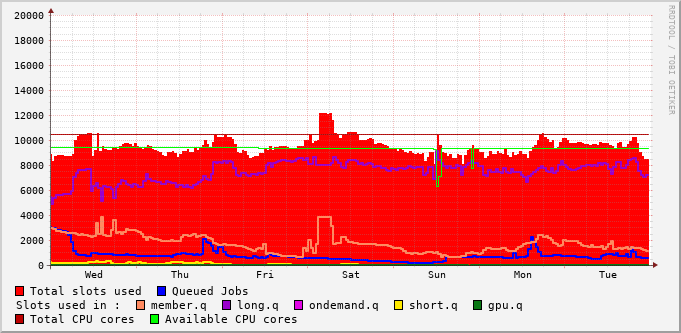 20000
18000
16000
14000
12000
10000
8000
6000
4000
2000
0
Wed Thu Fri Sat Sun Mon Tue
RRDTOOL / TOBI OETIKER
Total slots used Queued Jobs
Slots used in : member.q long.q ondemand.q short.q gpu.q
Total CPU cores Available CPU cores